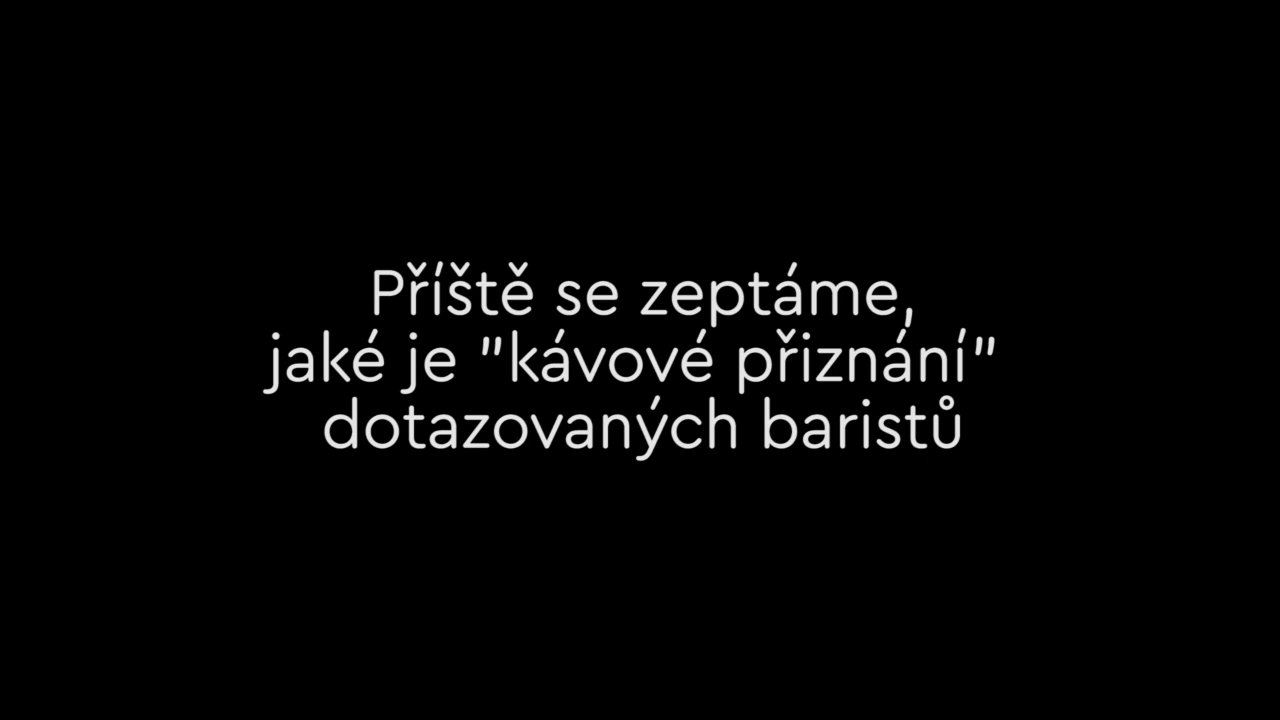 Příště se zeptáme,
jaké je "kávové přiznání"
dotazovaných baristů